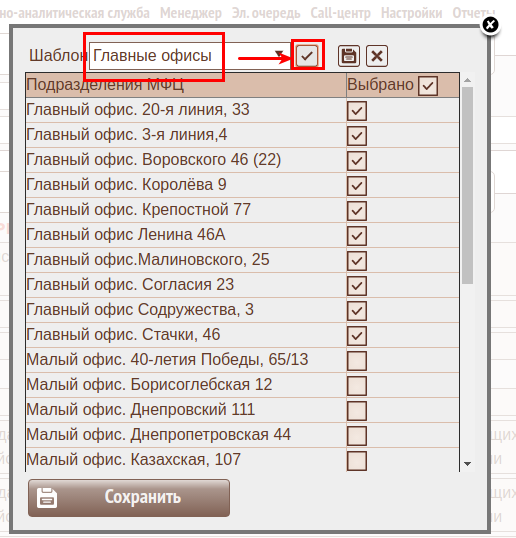 но-аналитическая служба Менеджер Эл. очередь Call-центр Настройки Отчеты
Шаблон Главные офисы
Подразделения МФЦ Выбрано
Главный офис. 20-я линия, 33
Главный офис. 3-я линия,4
Главный офис. Воровского 46 (22)
Главный офис. Королёва 9
Главный офис. Крепостной 77
Главный офис Ленина 46А
Главный офис.Малиновского, 25
Главный офис. Согласия 23
Главный офис Содружества, 3
Главный офис. Стачки, 46
Малый офис. 40-летия Победы, 65/13
Малый офис. Борисоглебская 12
Малый офис. Днепровский 111
Малый офис. Днепропетровская 44
Малый офис. Казахская, 107
Сохранить